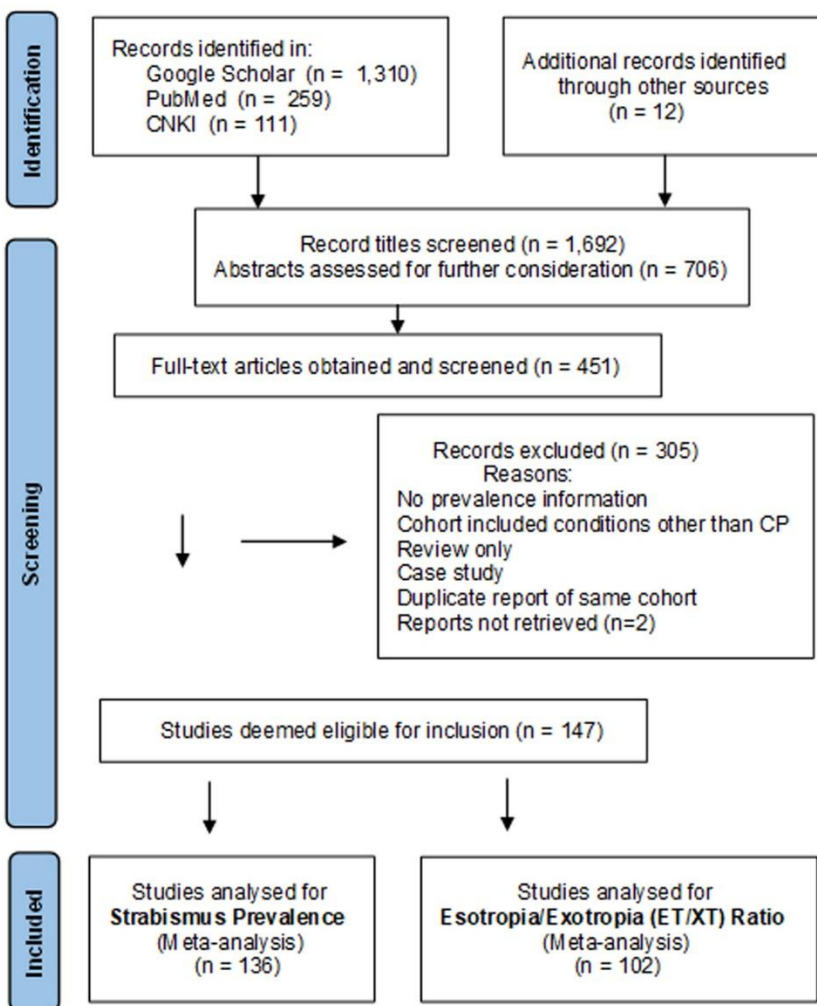 Identification
Records identified in:
Google Scholar (n = 1,310)
PubMed (n = 259)
CNKI (n = 111)
Additional records identified
through other sources
(n = 12)
Screening
Record titles screened (n = 1,692)
Abstracts assessed for further consideration (n = 706)
Full-text articles obtained and screened (n = 451)
Records excluded (n = 305)
Reasons:
No prevalence information
Cohort included conditions other than CP
Review only
Case study
Duplicate report of same cohort
Reports not retrieved (n=2)
Studies deemed eligible for inclusion (n = 147)
Included
Studies analysed for
Strabismus Prevalence
(Meta-analysis)
(n = 136)
Studies analysed for
Esotropia/Exotropia (ET/XT) Ratio
(Meta-analysis)
(n = 102)